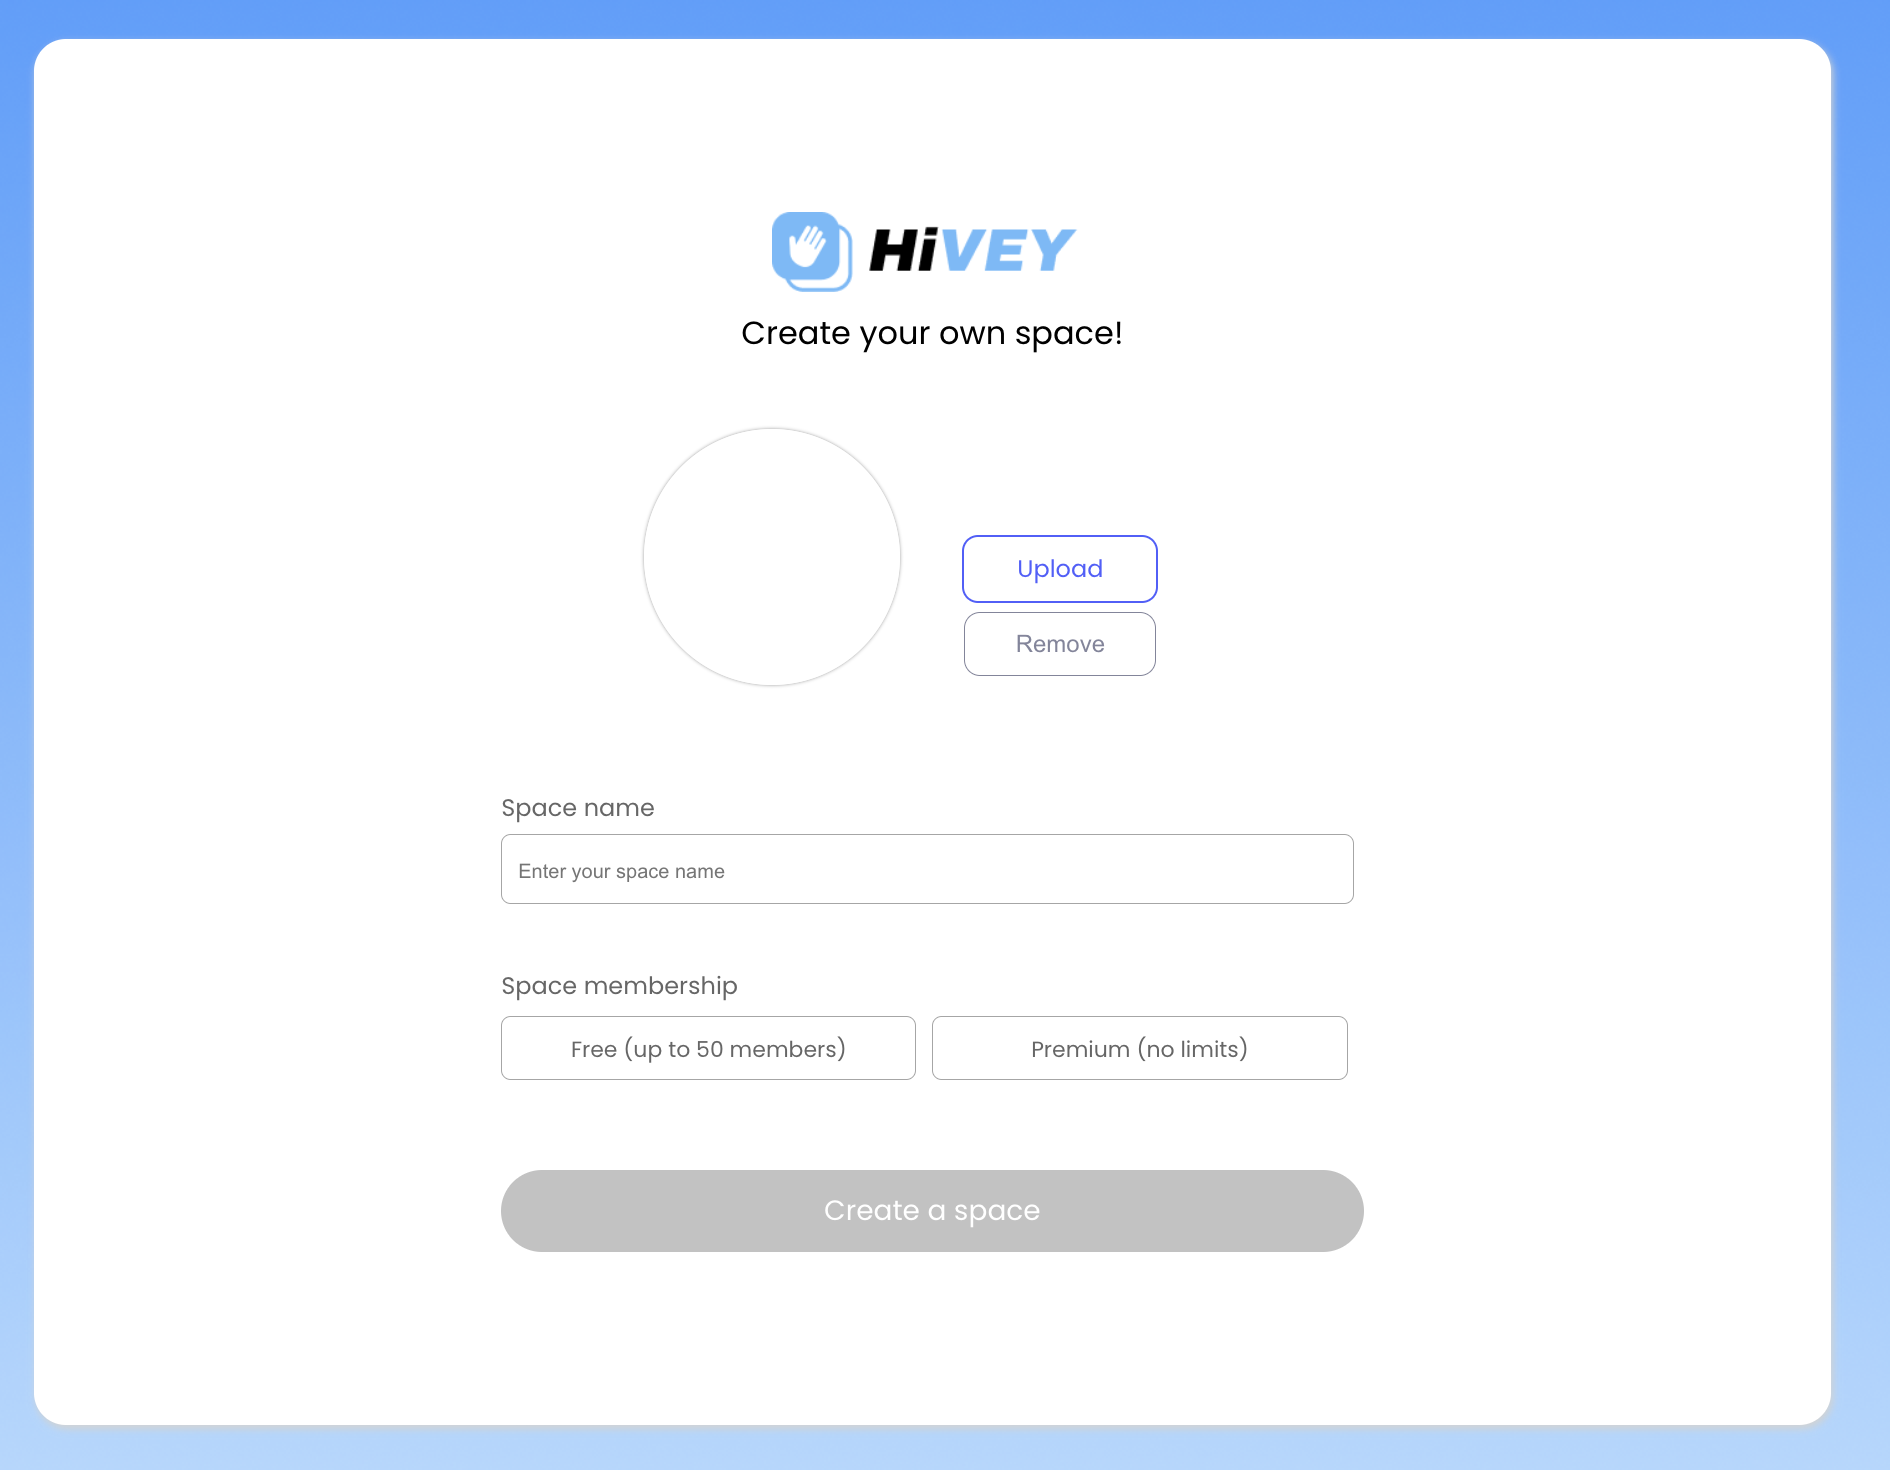 HiVEY
Create your own space!
Upload
Remove
Space name
Enter your space name
Space membership
Free (up to 50 members)
Premium (no limits)
Create a space